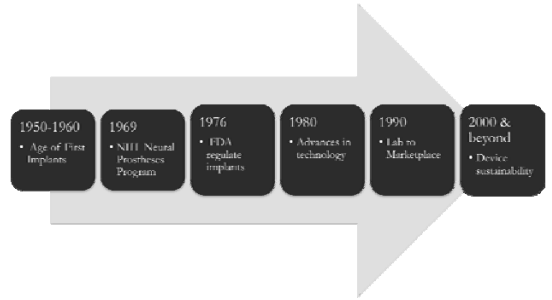 1950-1960
• Age of First
Implants
1969
• NIH Neural
Prostheses
Program
1976
• FDA
regulate
implants
1980
• Advances in
technology
1990
• Lab to
Marketplace
2000 &
beyond
• Device
sustainability